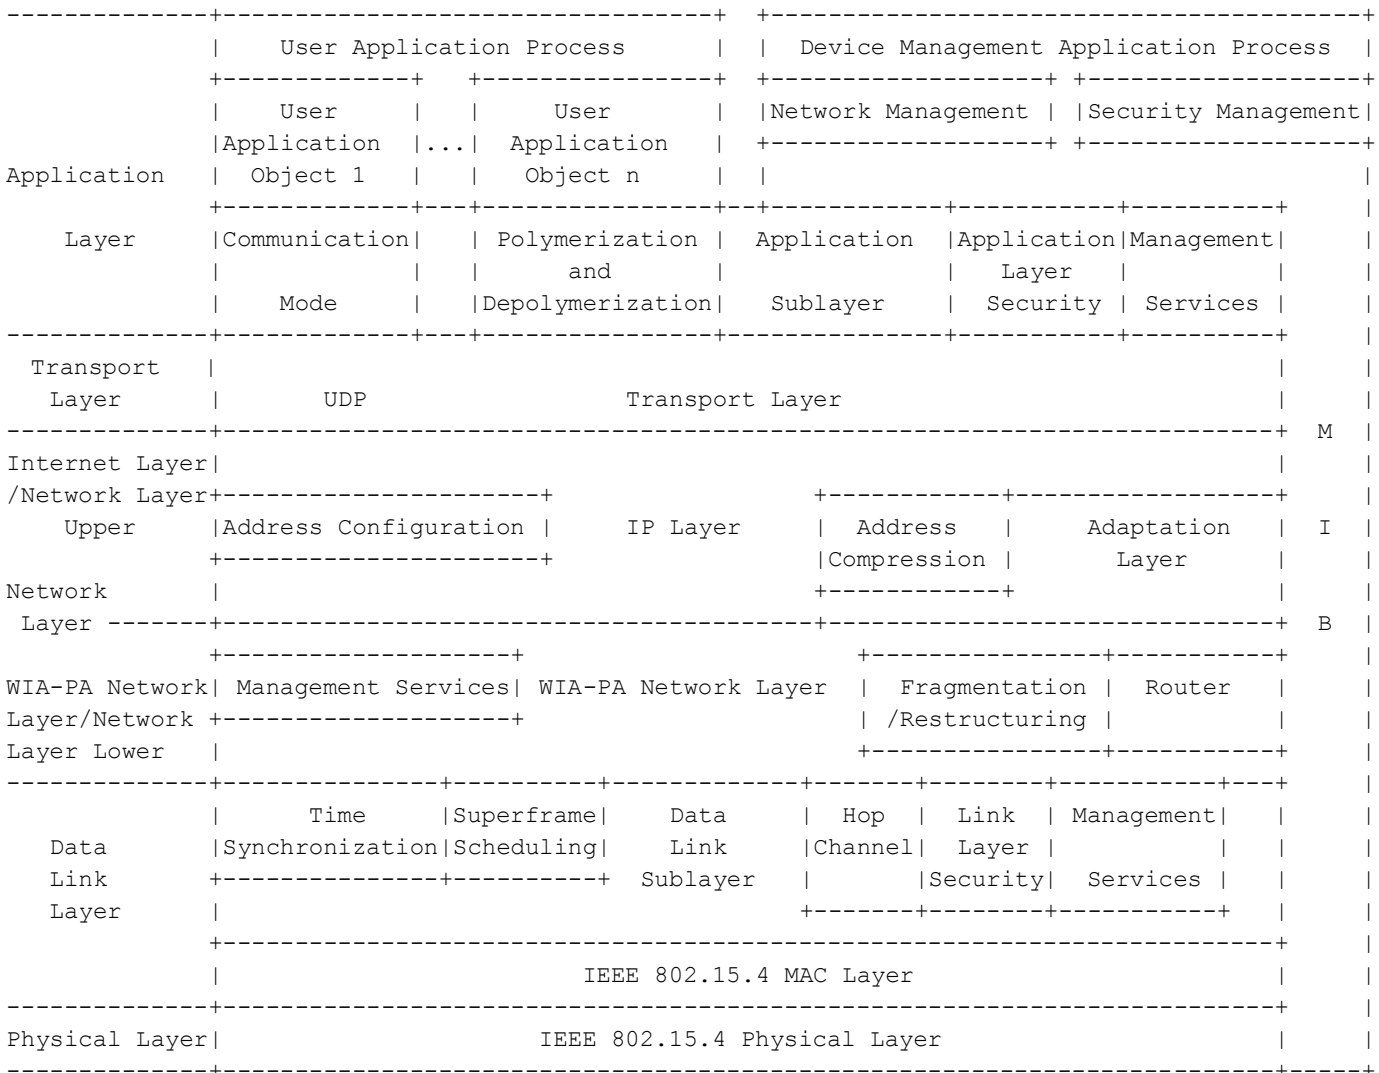 User Application Process Device Management Application Process
User User Network Management Security Management
Application ... Application
Application Object 1 Object n
Layer Communication Polymerization Application Application Management
and Layer
Mode Depolymerization Sublayer Security Services
Transport
Layer UDP Transport Layer
M
Internet Layer
/Network Layer
Upper Address Configuration IP Layer Address Adaptation I
Compression Layer
Network
Layer B
WIA-PA Network Management Services WIA-PA Network Layer Fragmentation Router
Layer/Network /Restructuring
Layer Lower
Time Superframe Data Hop Link Management
Data Synchronization Scheduling Link Channel Layer
Link Sublayer Security Services
Layer
IEEE 802.15.4 MAC Layer
Physical Layer IEEE 802.15.4 Physical Layer